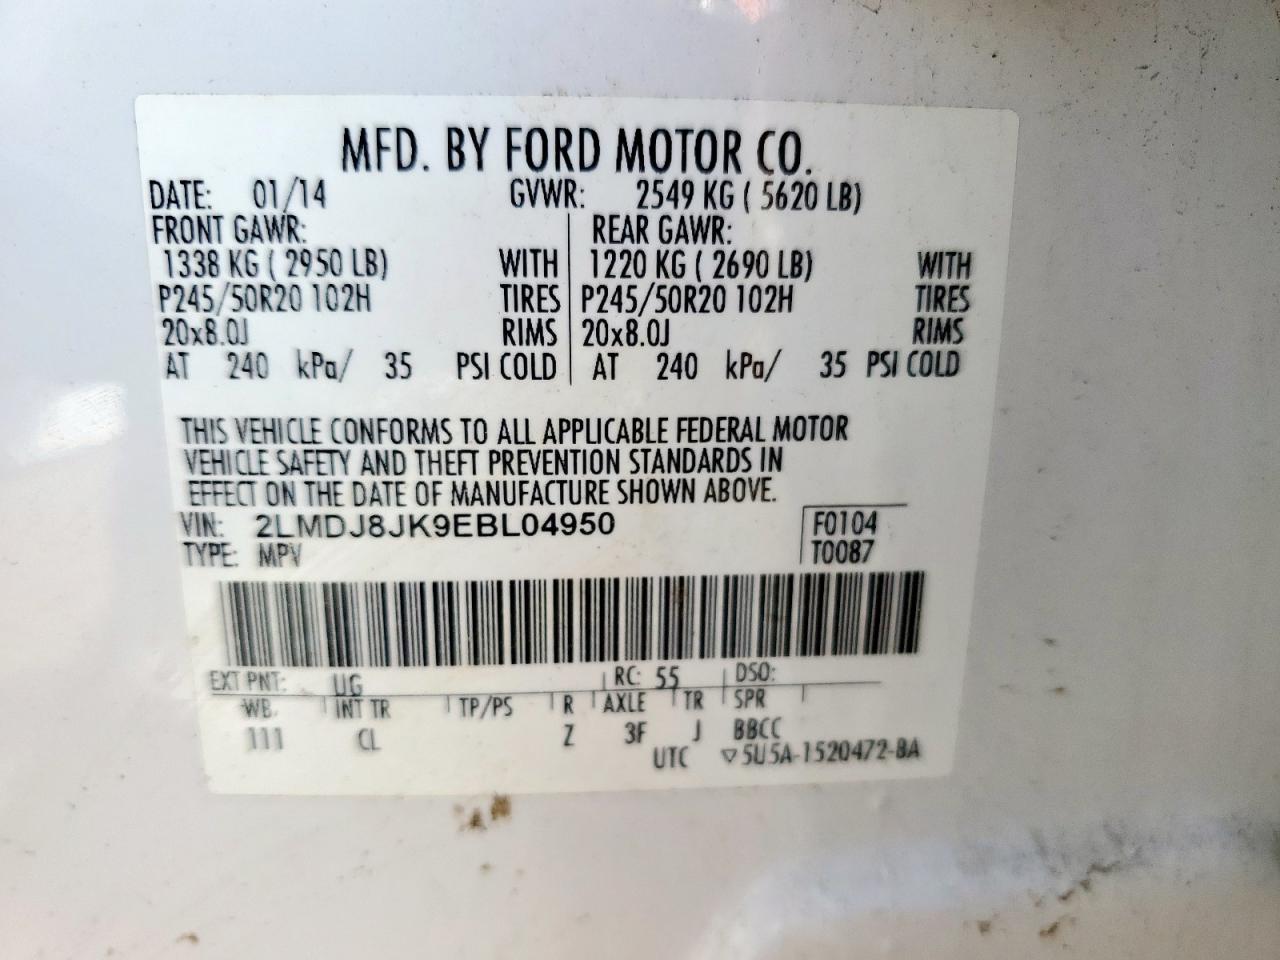 MFD. BY FORD MOTOR CO.
DATE: 01/14 GVWR: 2549 KG ( 5620 LB)
FRONT GAWR: REAR GAWR:
1338 KG ( 2950 LB) WITH 1220 KG ( 2690 LB) WITH
P245/50R20 102H TIRES P245/50R20 102H TIRES
20x8.0J RIMS 20x8.0J RIMS
AT 240 kPa/ 35 PSI COLD AT 240 kPa/ 35 PSI COLD
THIS VEHICLE CONFORMS TO ALL APPLICABLE FEDERAL MOTOR
VEHICLE SAFETY AND THEFT PREVENTION STANDARDS IN
EFFECT ON THE DATE OF MANUFACTURE SHOWN ABOVE.
VIN: 2LMDJ8JK9EBL04950 F0104
TYPE: MPV T0087
EXT PNT: UG RC: 55 DSO:
WB. INT TR TP/PS R AXLE TR SPR
111 CL Z 3F J BBCC
UTC ▽5U5A-1520472-BA